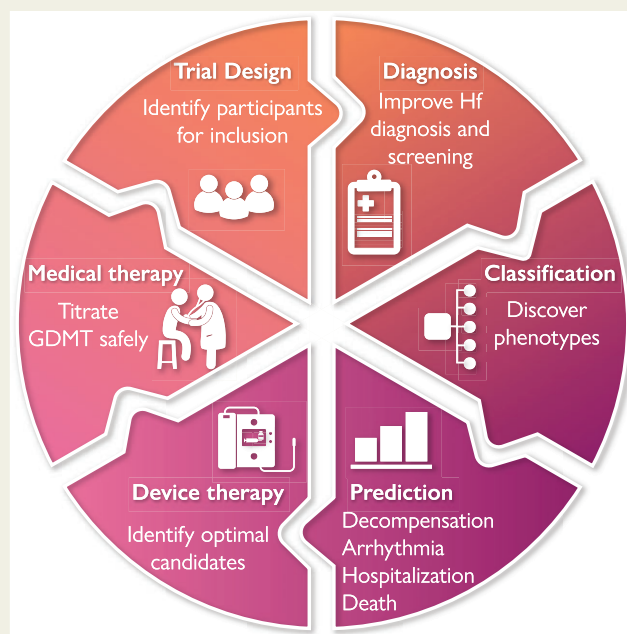 Trial Design
Identify participants
for inclusion
Diagnosis
Improve Hf
diagnosis and
screening
Classification
Discover
phenotypes
Prediction
Decompensation
Arrhythmia
Hospitalization
Death
Device therapy
Identify optimal
candidates
Medical therapy
Titrate
GDMT safely